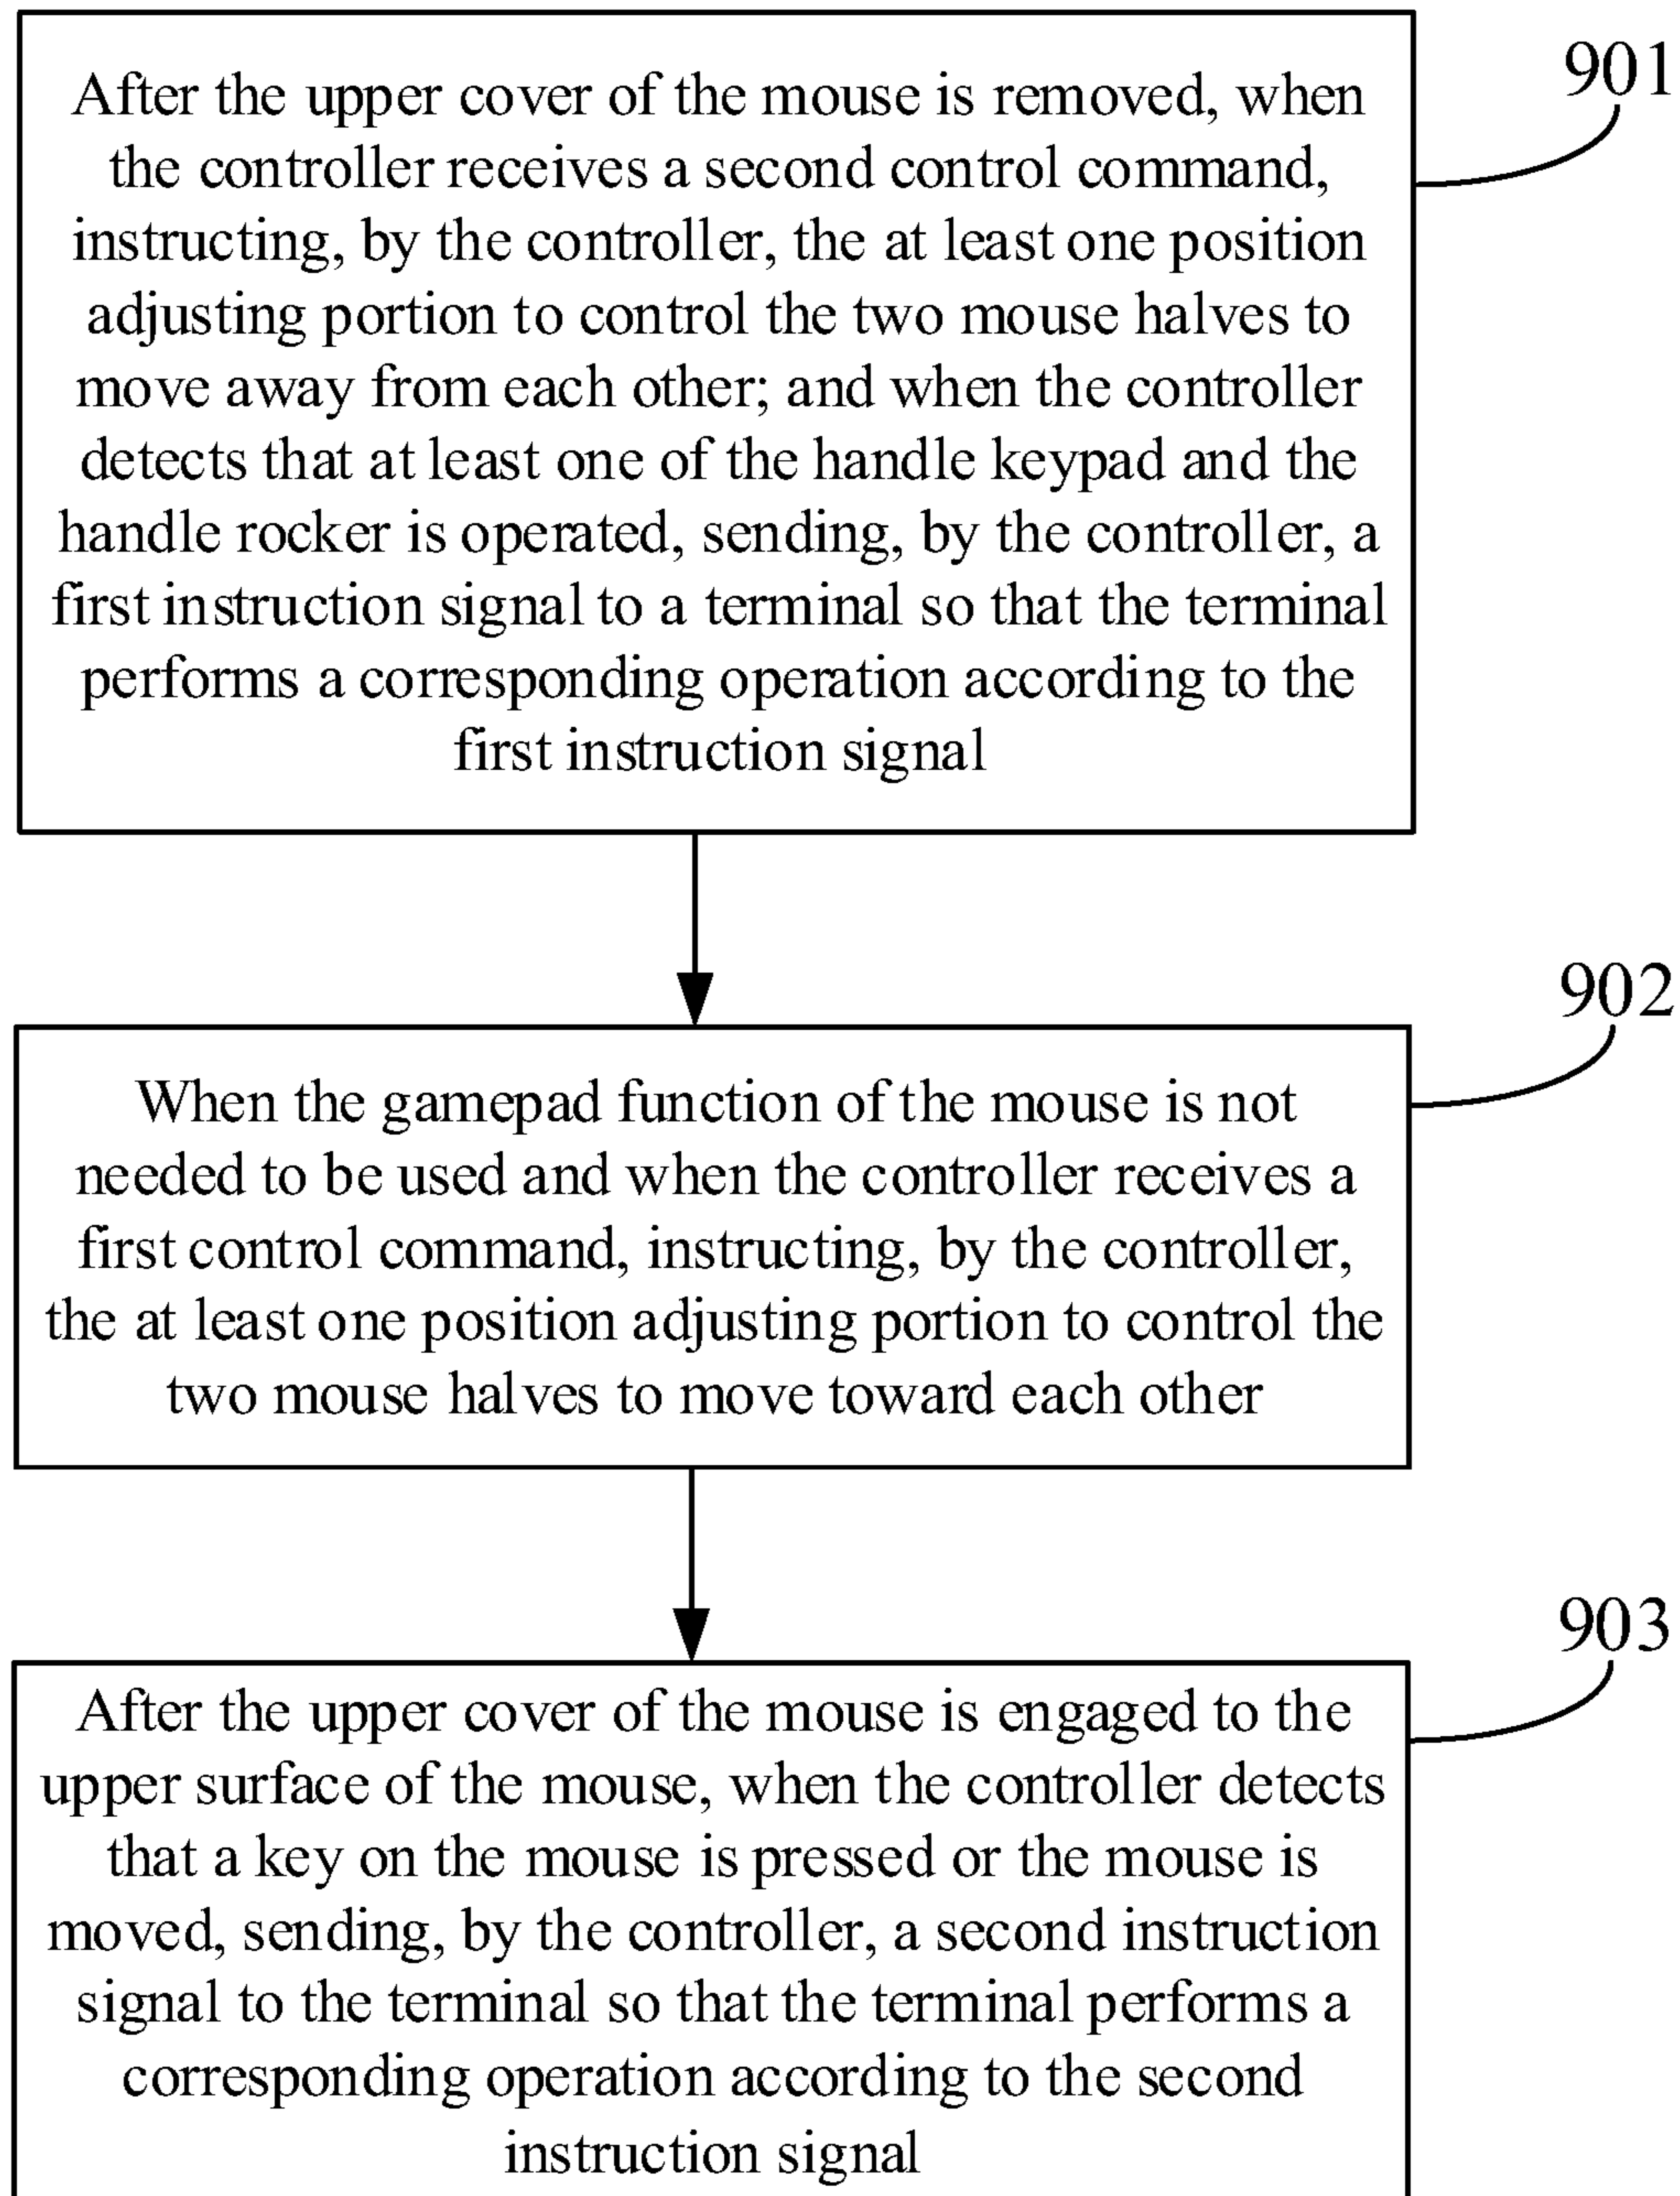 901
After the upper cover of the mouse is removed, when
the controller receives a second control command,
instructing, by the controller, the at least one position
adjusting portion to control the two mouse halves to
move away from each other; and when the controller
detects that at least one of the handle keypad and the
handle rocker is operated, sending, by the controller, a
first instruction signal to a terminal so that the terminal
performs a corresponding operation according to the
first instruction signal
902
When the gamepad function of the mouse is not
needed to be used and when the controller receives a
first control command, instructing, by the controller,
the at least one position adjusting portion to control the
two mouse halves to move toward each other
903
After the upper cover of the mouse is engaged to the
upper surface of the mouse, when the controller detects
that a key on the mouse is pressed or the mouse is
moved, sending, by the controller, a second instruction
signal to the terminal so that the terminal performs a
corresponding operation according to the second
instruction signal